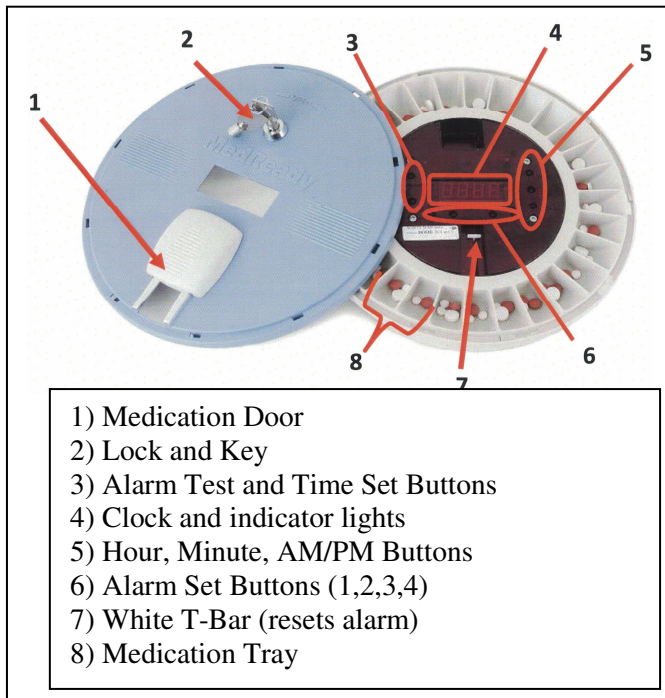 1
2
3
4
5
MedReady
6
7
8
1) Medication Door
2) Lock and Key
3) Alarm Test and Time Set Buttons
4) Clock and indicator lights
5) Hour, Minute, AM/PM Buttons
6) Alarm Set Buttons (1,2,3,4)
7) White T-Bar (resets alarm)
8) Medication Tray